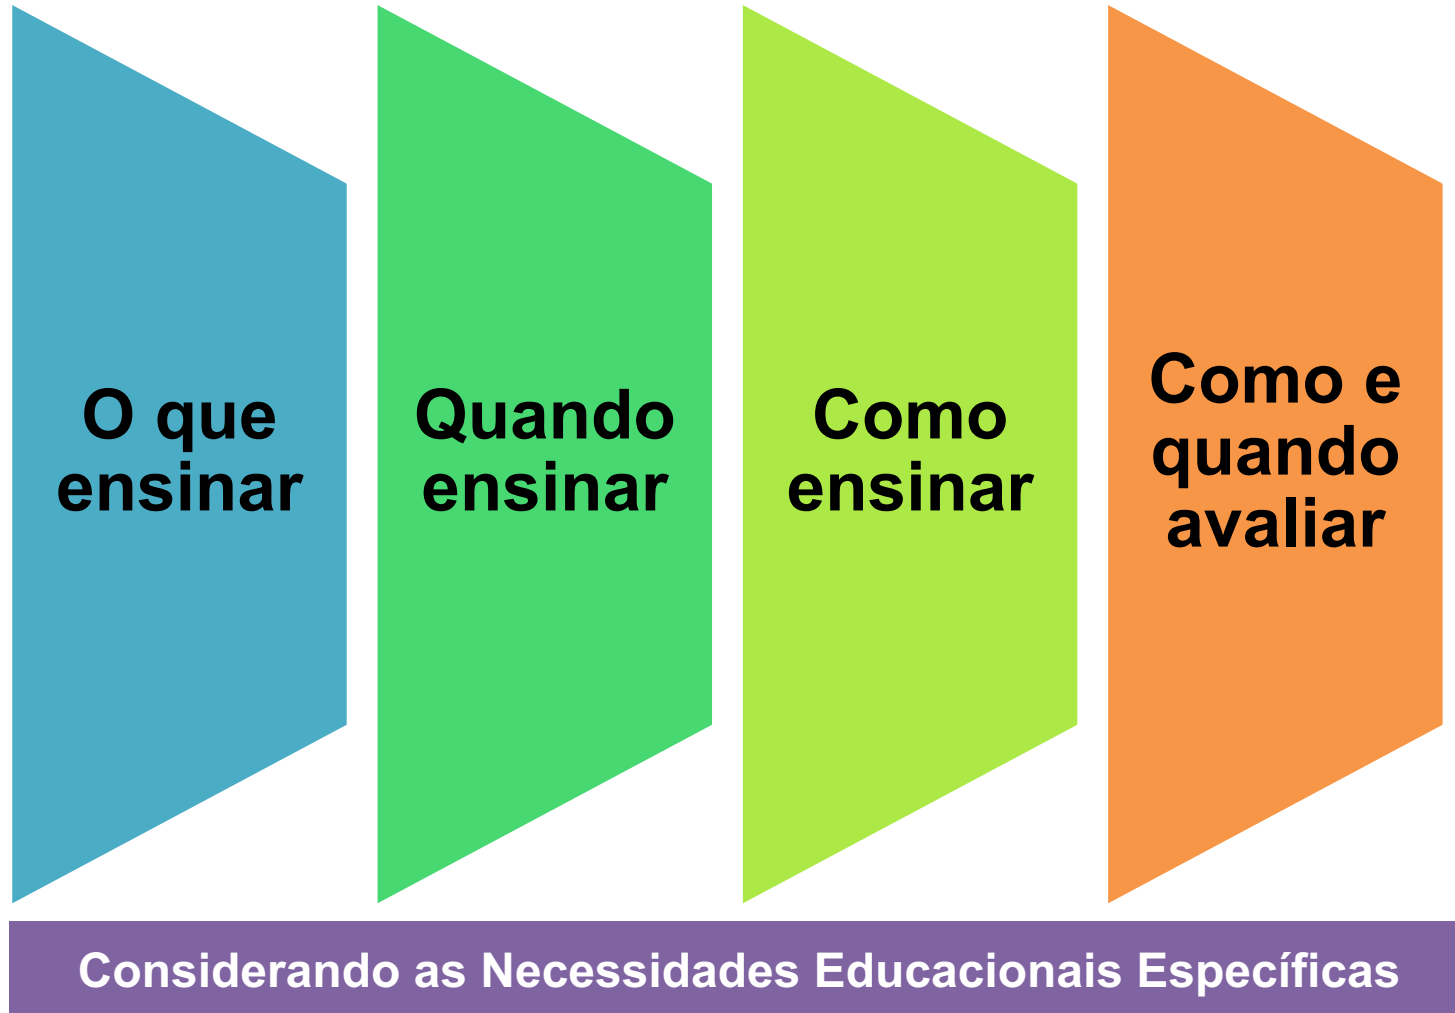 O que
ensinar
Quando
ensinar
Como
ensinar
Como e
quando
avaliar
Considerando as Necessidades Educacionais Específicas